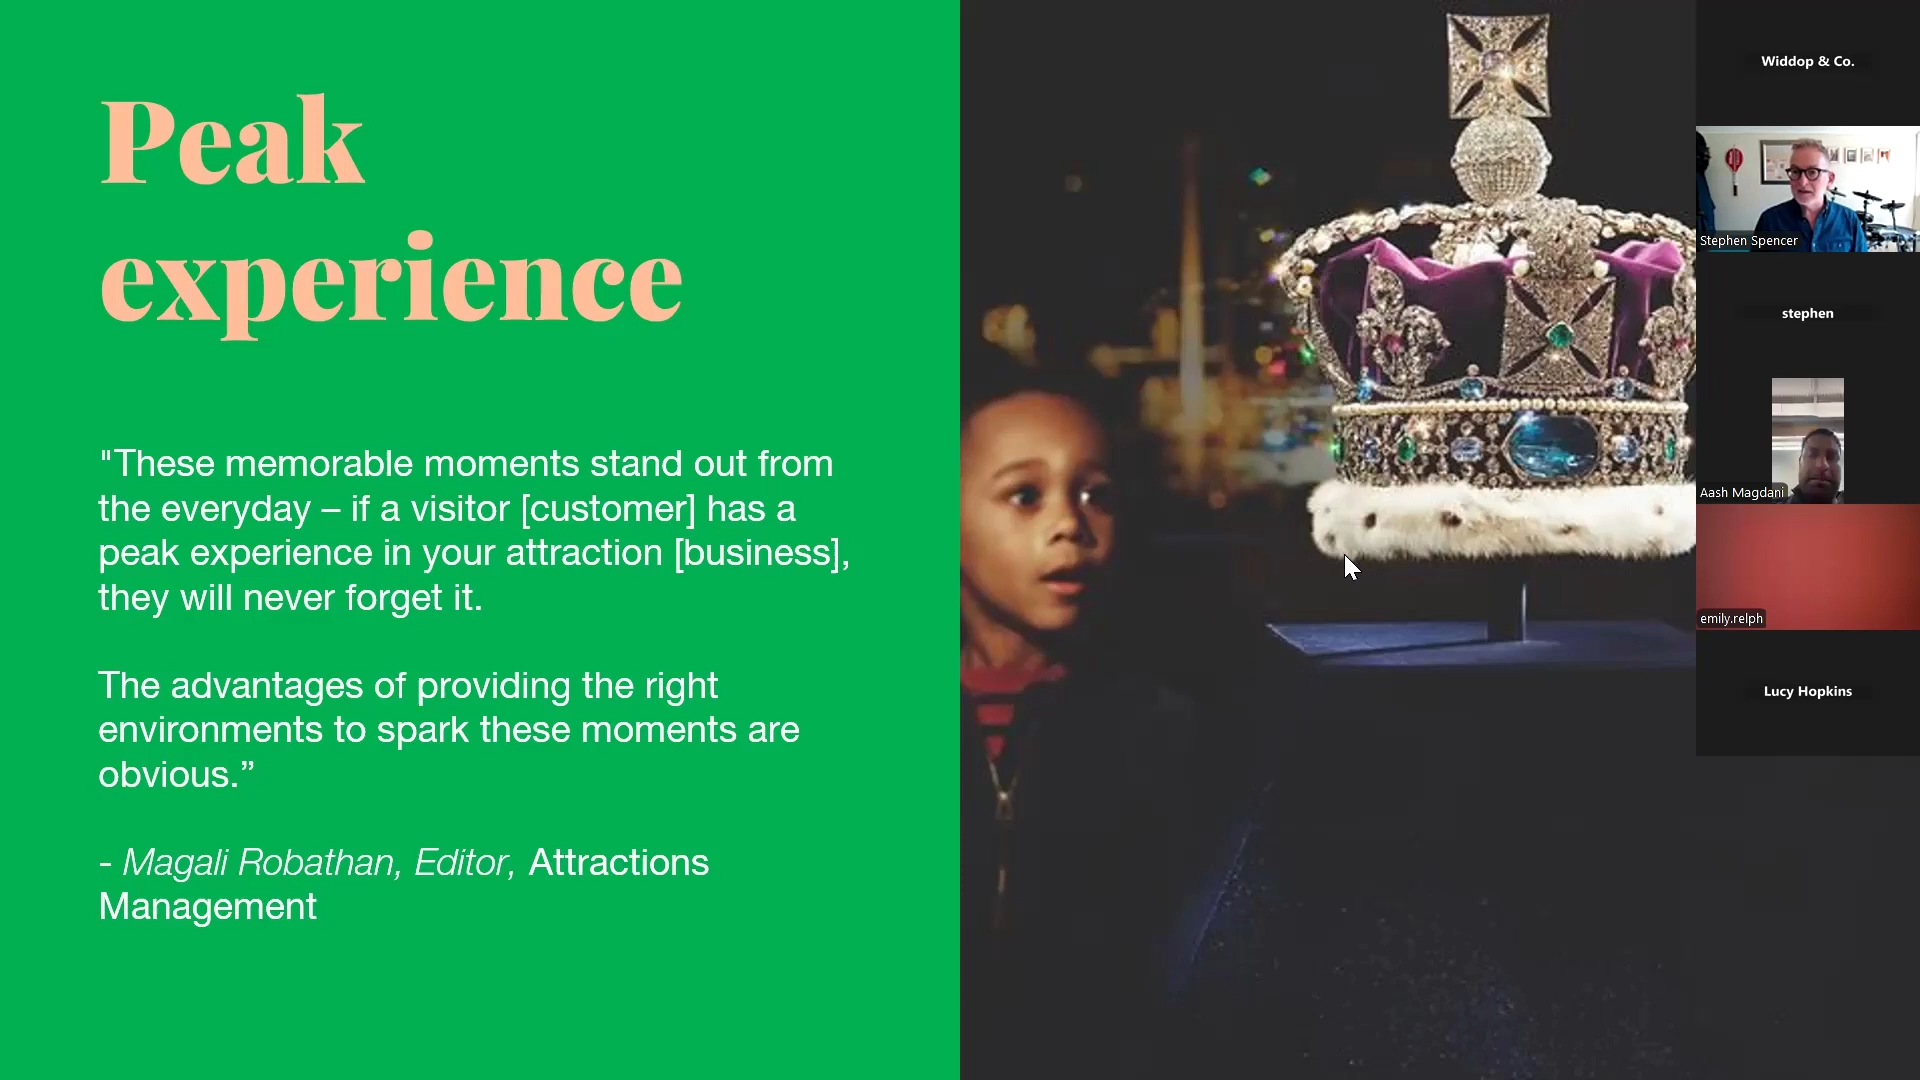 Peak
experience
"These memorable moments stand out from
the everyday – if a visitor [customer] has a
peak experience in your attraction [business],
they will never forget it.
The advantages of providing the right
environments to spark these moments are
obvious.”
- Magali Robathan, Editor, Attractions
Management
Widdop & Co.
Stephen Spencer
stephen
Aash Magdani
emily.relph
Lucy Hopkins